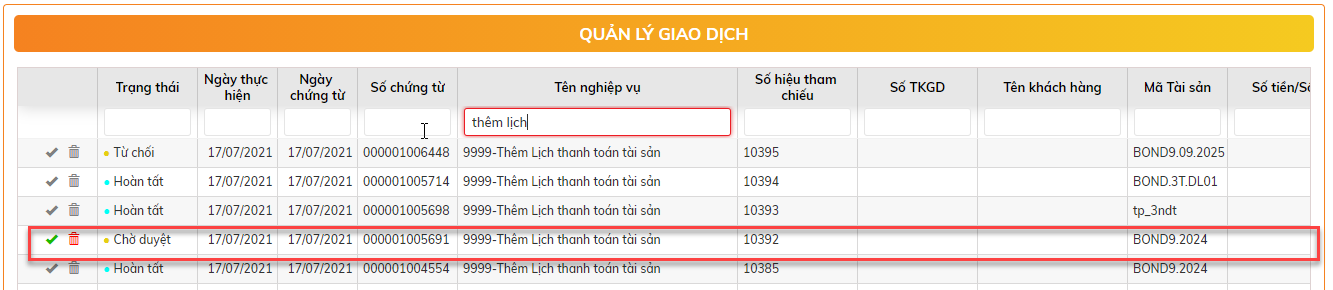 QUẢN LÝ GIAO DỊCH
Trạng thái Ngày thực hiện Ngày chứng từ Số chứng từ Tên nghiệp vụ Số hiệu tham chiếu Số TKGD Tên khách hàng Mã Tài sản Số tiền/Số
thêm lịch
Từ chối 17/07/2021 17/07/2021 000001006448 9999-Thêm Lịch thanh toán tài sản 10395 BOND9.09.2025
Hoàn tất 17/07/2021 17/07/2021 000001005714 9999-Thêm Lịch thanh toán tài sản 10394 BOND.3T.DL01
Hoàn tất 17/07/2021 17/07/2021 000001005698 9999-Thêm Lịch thanh toán tài sản 10393 tp_3ndt
Chờ duyệt 17/07/2021 17/07/2021 000001005691 9999-Thêm Lịch thanh toán tài sản 10392 BOND9.2024
Hoàn tất 17/07/2021 17/07/2021 000001004554 9999-Thêm Lịch thanh toán tài sản 10385 BOND9.2024